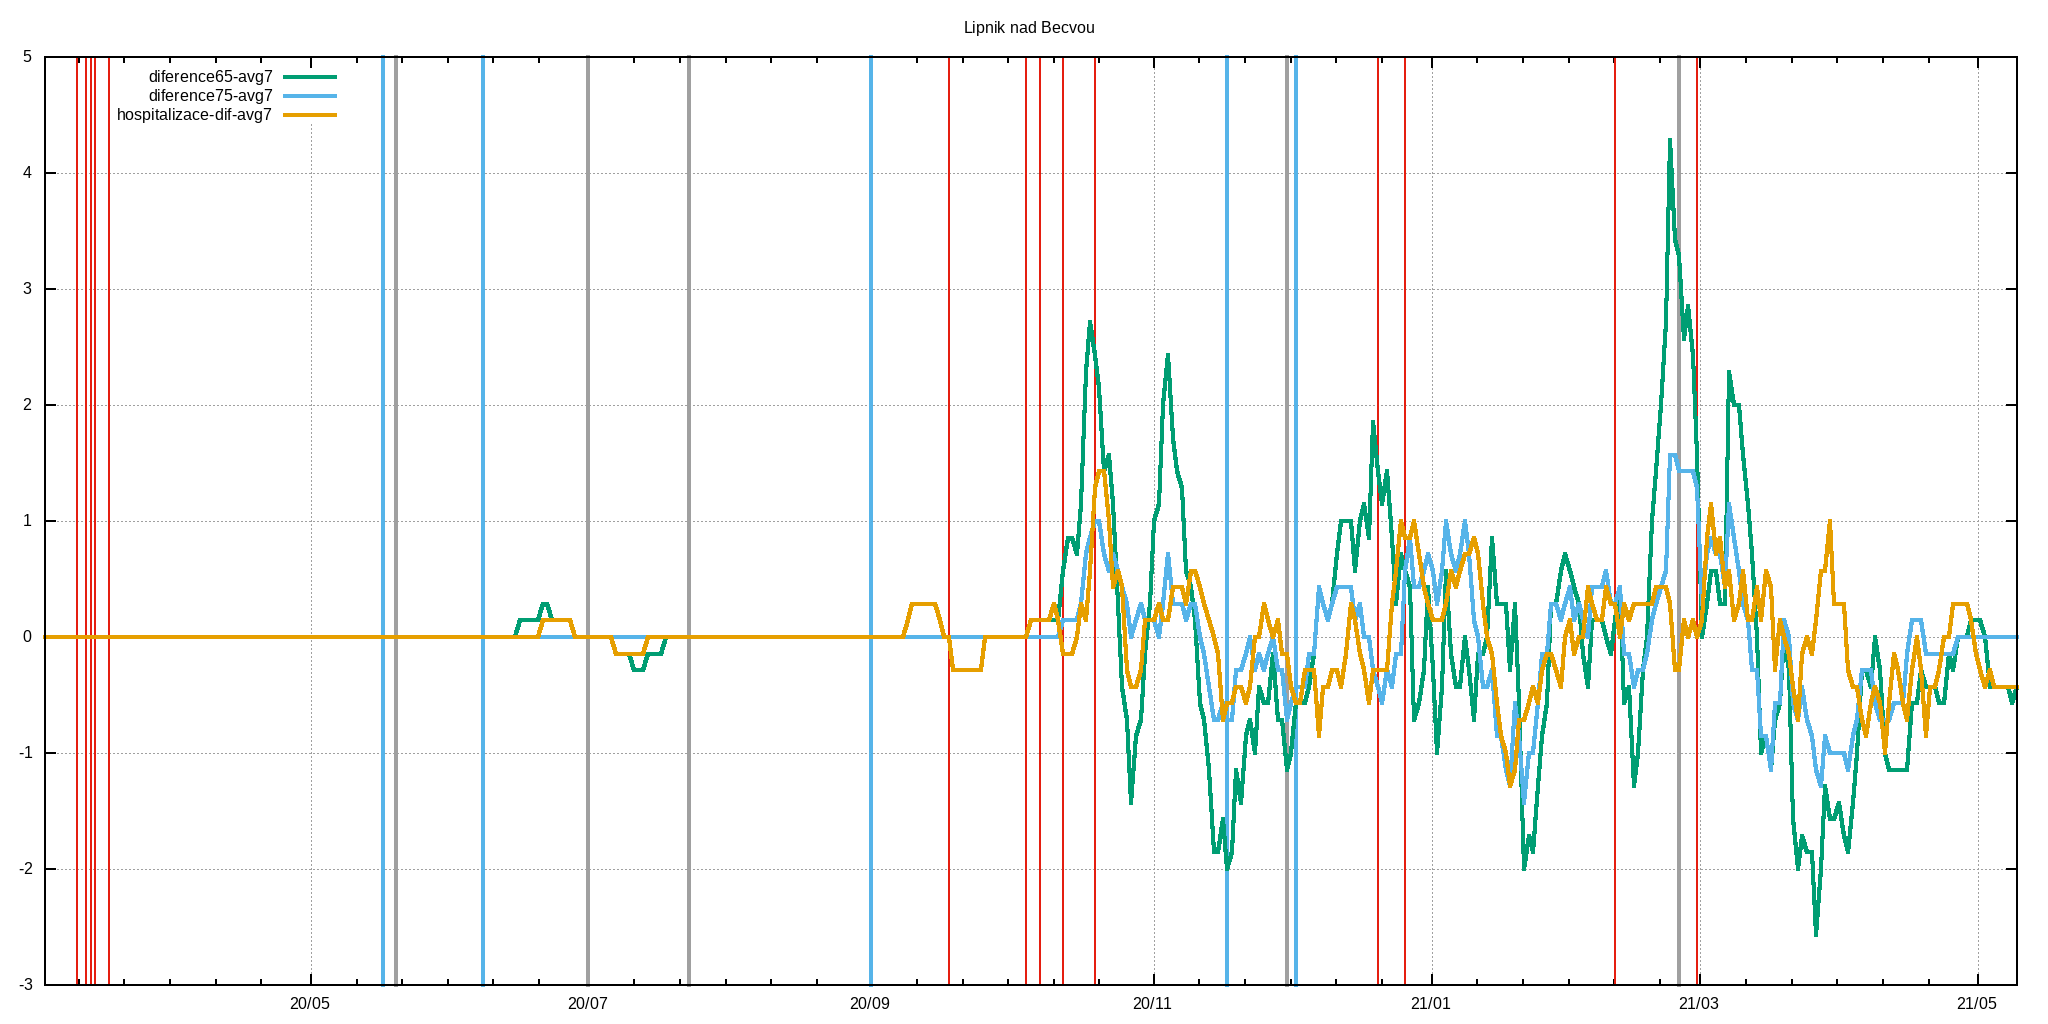 Lipnik nad Becvou
diference65-avg7
diference75-avg7
hospitalizace-dif-avg7
5
4
3
2
1
0
-1
-2
-3
20/05 20/07 20/09 20/11 21/01 21/03 21/05